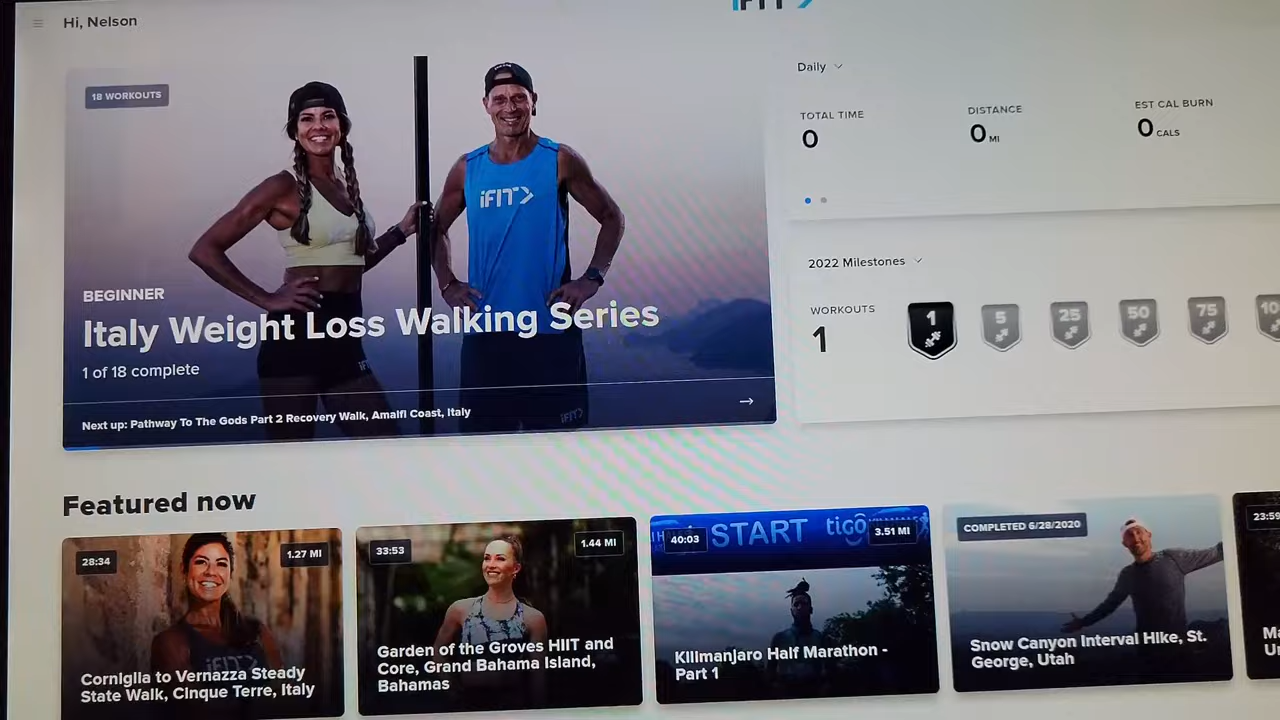 Hi, Nelson
iFIT
18 WORKOUTS
iFIT
BEGINNER
Italy Weight Loss Walking Series
1 of 18 complete
Next up: Pathway To The Gods Part 2 Recovery Walk, Amalfi Coast, Italy
iFIT
Daily
TOTAL TIME
0
DISTANCE
0 MI
EST CAL BURN
0 CALS
2022 Milestones
WORKOUTS
1
1
5
25
50
75
Featured now
28:34
1.27 MI
iFIT
Corniglia to Vernazza Steady
State Walk, Cinque Terre, Italy
33:53
1.44 MI
Garden of the Groves HIIT and
Core, Grand Bahama Island,
Bahamas
START
tigo
40:03
3.51 MI
Kilimanjaro Half Marathon -
Part 1
COMPLETED 6/28/2020
Snow Canyon Interval Hike, St.
George, Utah
23:59